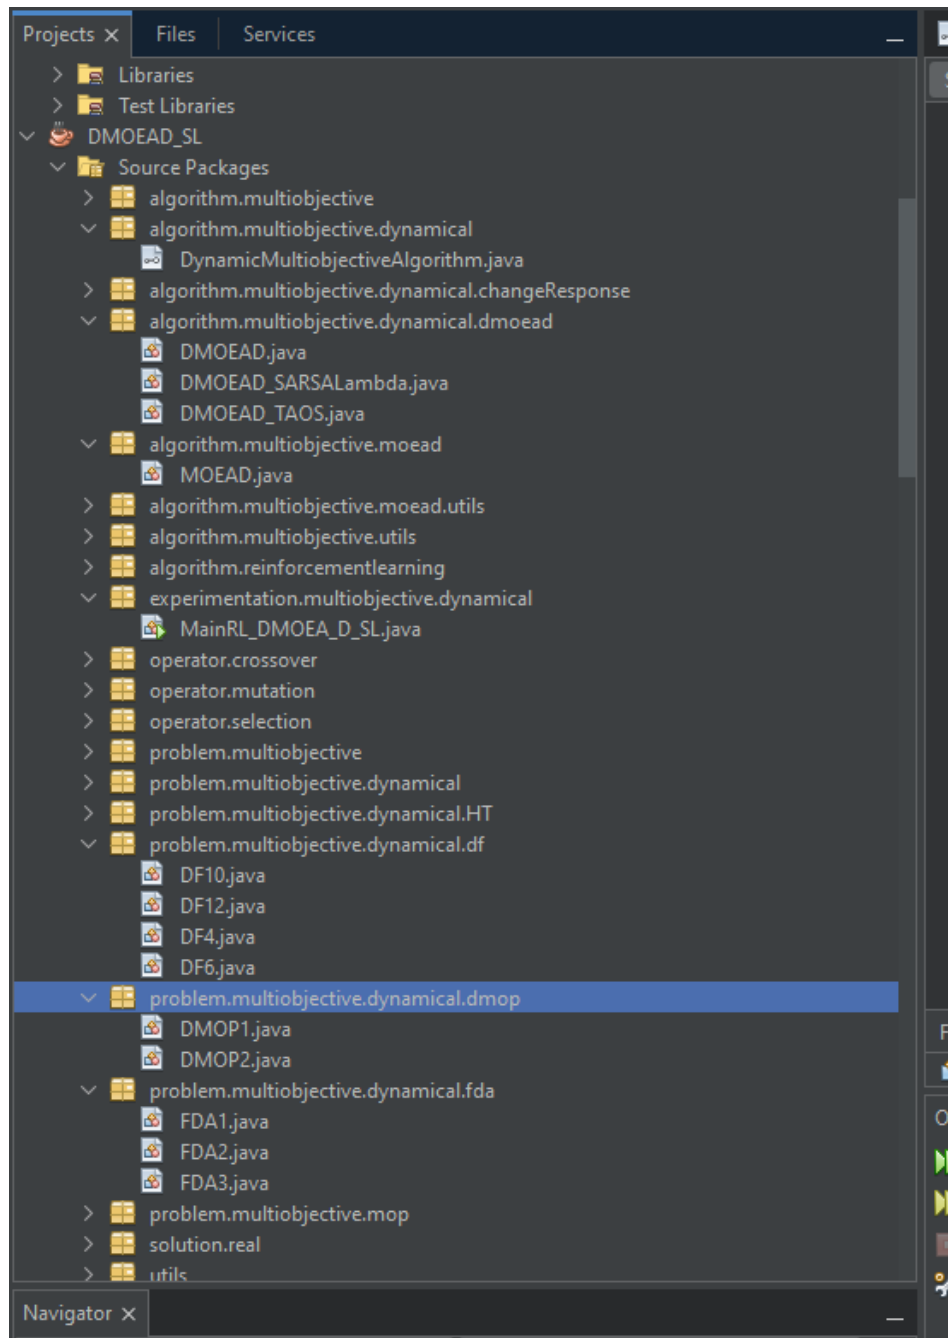 Projects Files Services
Libraries
Test Libraries
DMOEAD_SL
Source Packages
algorithm.multiobjective
algorithm.multiobjective.dynamical
DynamicMultiobjectiveAlgorithm.java
algorithm.multiobjective.dynamical.changeResponse
algorithm.multiobjective.dynamical.dmoead
DMOEAD.java
DMOEAD_SARSALambda.java
DMOEAD_TAOS.java
algorithm.multiobjective.moead
MOEAD.java
algorithm.multiobjective.moead.utils
algorithm.multiobjective.utils
algorithm.reinforcementlearning
experimentation.multiobjective.dynamical
MainRL_DMOEA_D_SL.java
operator.crossover
operator.mutation
operator.selection
problem.multiobjective
problem.multiobjective.dynamical
problem.multiobjective.dynamical.HT
problem.multiobjective.dynamical.df
DF10.java
DF12.java
DF4.java
DF6.java
problem.multiobjective.dynamical.dmop
DMOP1.java
DMOP2.java
problem.multiobjective.dynamical.fda
FDA1.java
FDA2.java
FDA3.java
problem.multiobjective.mop
solution.real
utils
Navigator